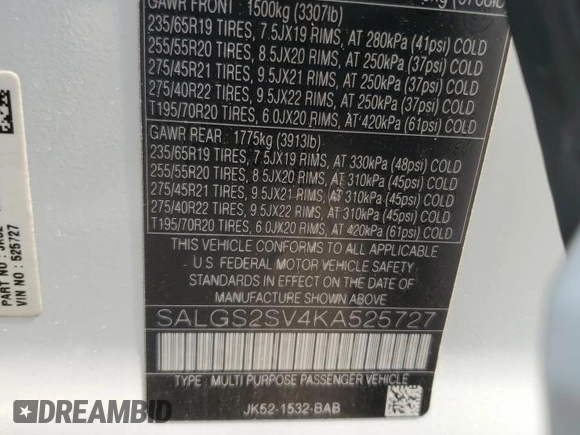 GAWR FRONT : 1500kg (3307lb)
235/65R19 TIRES, 7.5JX19 RIMS, AT 280kPa (41psi) COLD
255/55R20 TIRES, 8.5JX20 RIMS, AT 250kPa (37psi) COLD
275/45R21 TIRES, 9.5JX21 RIMS, AT 250kPa (37psi) COLD
275/40R22 TIRES, 9.5JX22 RIMS, AT 250kPa (37psi) COLD
T195/70R20 TIRES, 6.0JX20 RIMS, AT 420kPa (61psi) COLD
GAWR REAR: 1775kg (3913lb)
235/65R19 TIRES, 7.5JX19 RIMS, AT 330kPa (48psi) COLD
255/55R20 TIRES, 8.5JX20 RIMS, AT 310kPa (45psi) COLD
275/45R21 TIRES, 9.5JX21 RIMS, AT 310kPa (45psi) COLD
275/40R22 TIRES, 9.5JX22 RIMS, AT 310kPa (45psi) COLD
T195/70R20 TIRES, 6.0JX20 RIMS, AT 420kPa (61psi) COLD
THIS VEHICLE CONFORMS TO ALL APPLICABLE
U.S. FEDERAL MOTOR VEHICLE SAFETY
STANDARDS IN EFFECT ON THE DATE OF
MANUFACTURE SHOWN ABOVE.
SALGS2SV4KA525727
TYPE: MULTI PURPOSE PASSENGER VEHICLE
JK52-1532-BAB
PART NO :
VIN NO : 525727
DREAMBID
dreambid.com